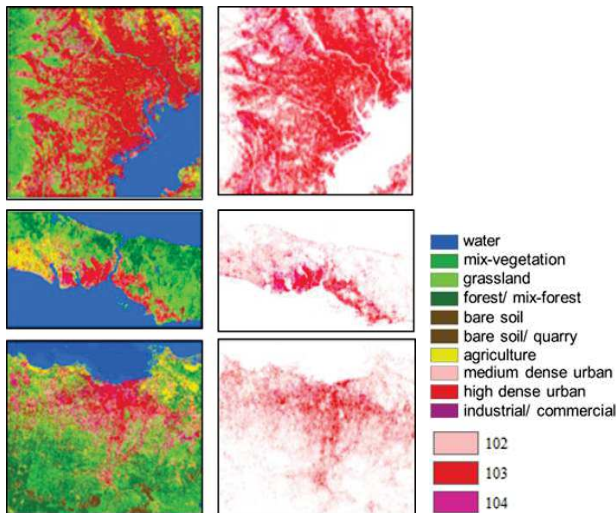 water
mix-vegetation
grassland
forest/ mix-forest
bare soil
bare soil/ quarry
agriculture
medium dense urban
high dense urban
industrial/ commercial
102
103
104